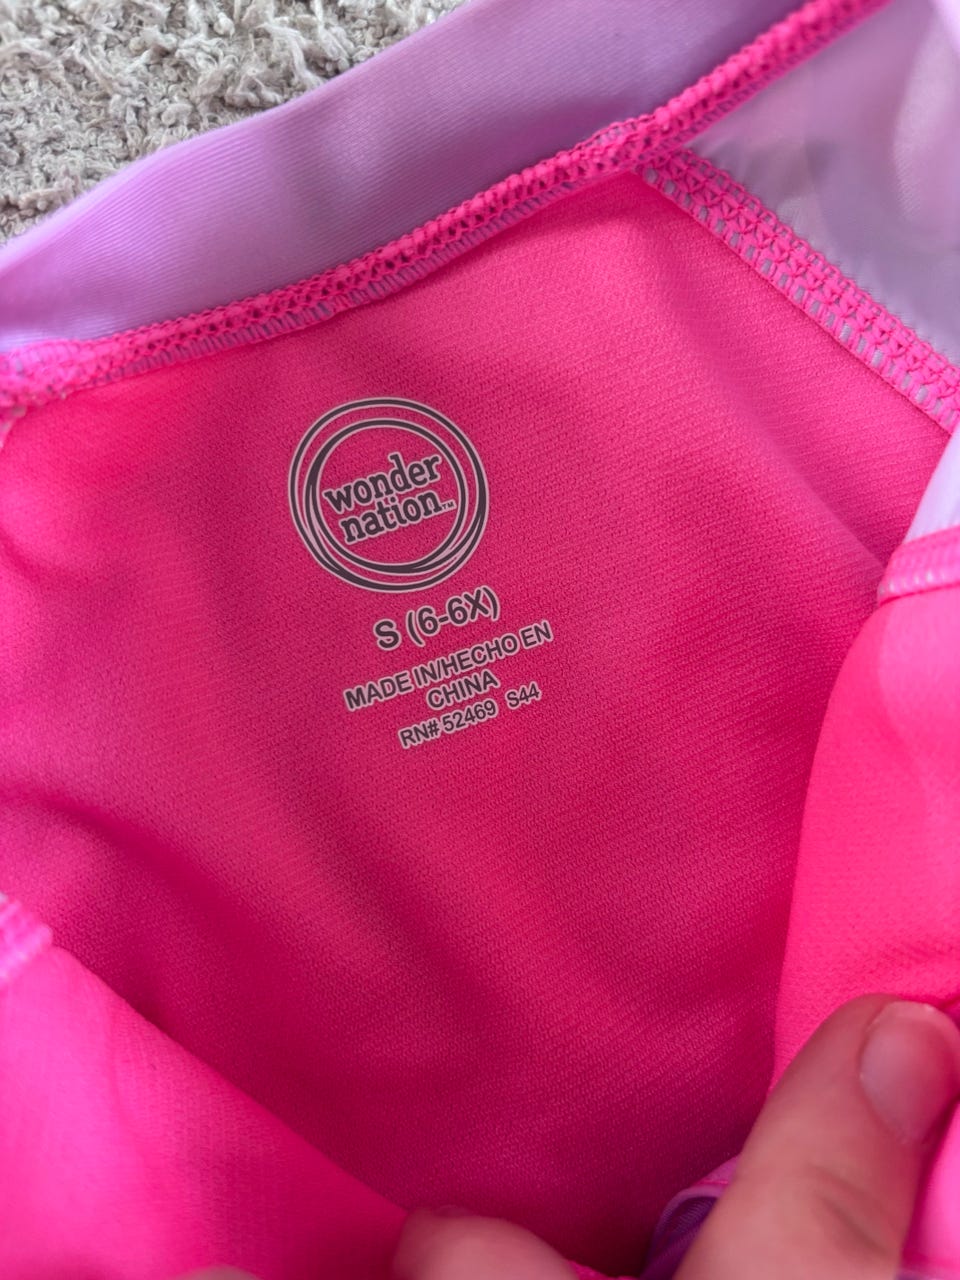 wonder
nation™
S (6-6X)
MADE IN/HECHO EN
CHINA
RN# 52469 S44